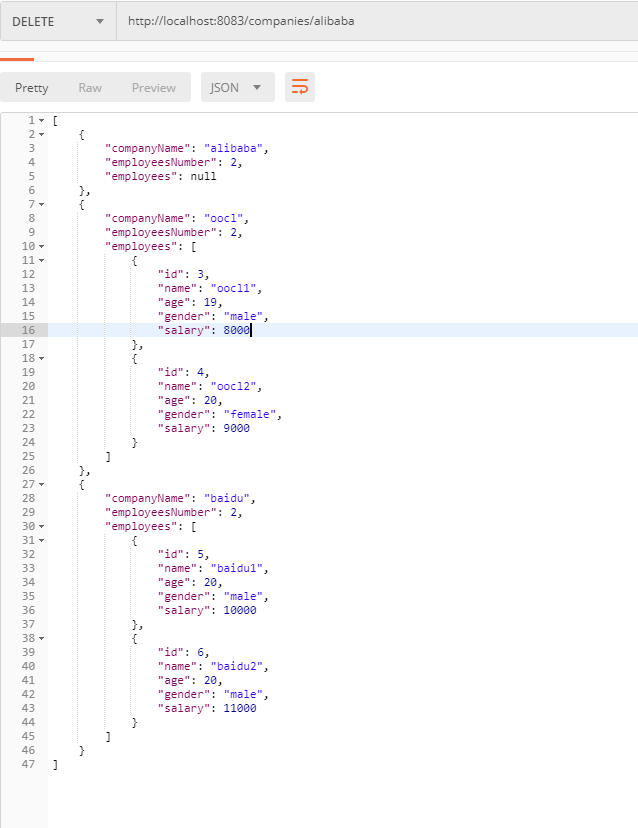 DELETE http://localhost:8083/companies/alibaba
Pretty Raw Preview JSON
1 [
2 {
3 "companyName": "alibaba",
4 "employeesNumber": 2,
5 "employees": null
6 },
7 {
8 "companyName": "oocl",
9 "employeesNumber": 2,
10 "employees": [
11 {
12 "id": 3,
13 "name": "oocl1",
14 "age": 19,
15 "gender": "male",
16 "salary": 8000
17 },
18 {
19 "id": 4,
20 "name": "oocl2",
21 "age": 20,
22 "gender": "female",
23 "salary": 9000
24 }
25 ]
26 },
27 {
28 "companyName": "baidu",
29 "employeesNumber": 2,
30 "employees": [
31 {
32 "id": 5,
33 "name": "baidu1",
34 "age": 20,
35 "gender": "male",
36 "salary": 10000
37 },
38 {
39 "id": 6,
40 "name": "baidu2",
41 "age": 20,
42 "gender": "male",
43 "salary": 11000
44 }
45 ]
46 }
47 ]